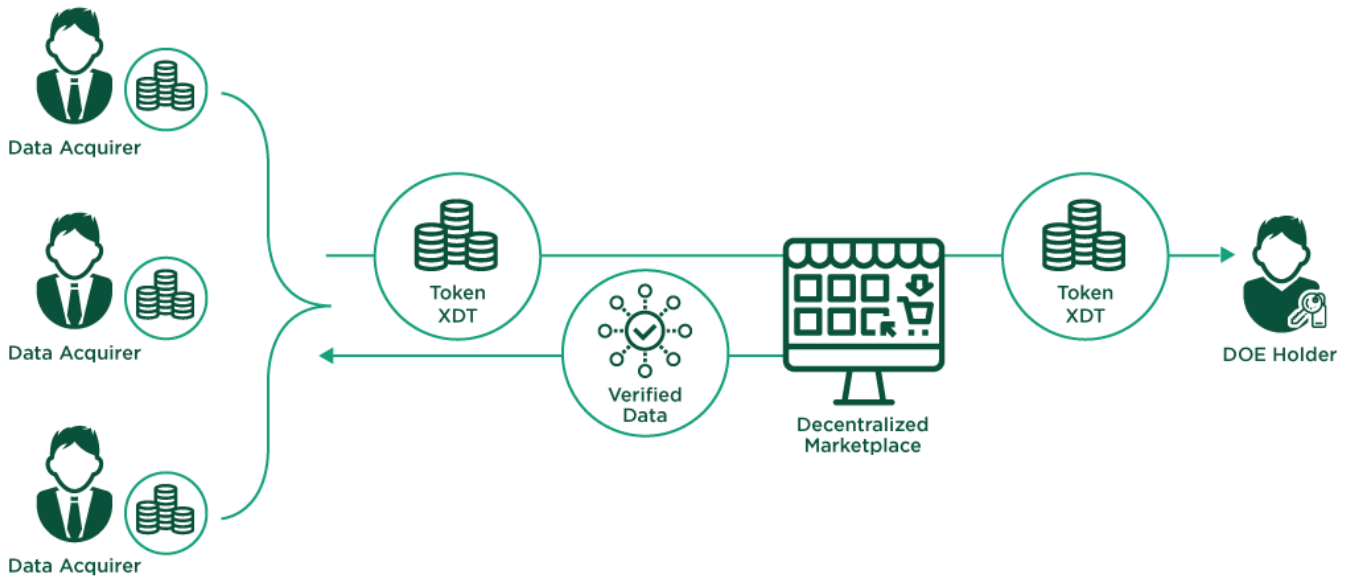 Data Acquirer
Data Acquirer
Data Acquirer
Token
XDT
Verified
Data
Decentralized
Marketplace
Token
XDT
DOE Holder